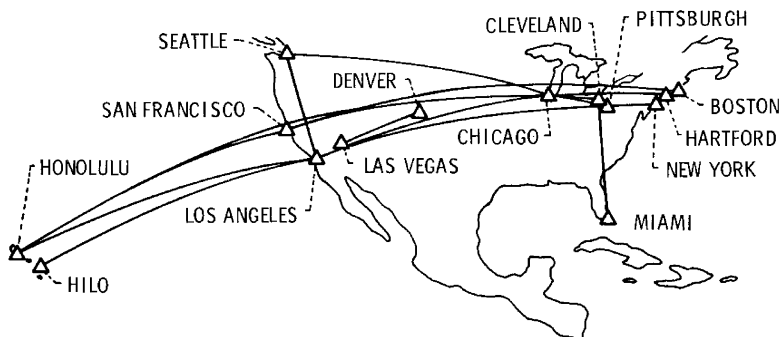 CLEVELAND
PITTSBURGH
SEATTLE
DENVER
SAN FRANCISCO
BOSTON
CHICAGO
HARTFORD
HONOLULU
LAS VEGAS
NEW YORK
LOS ANGELES
MIAMI
HILO